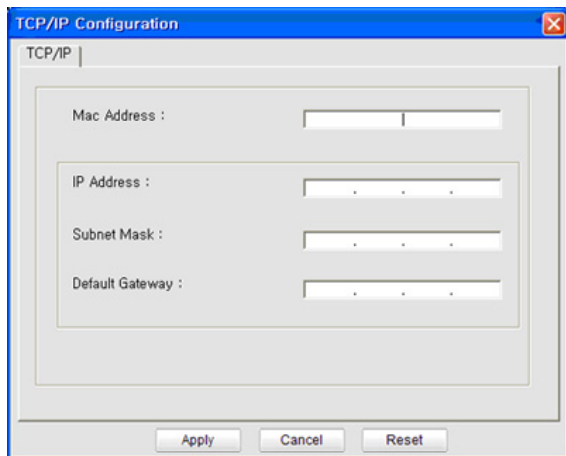 TCP/IP Configuration
TCP/IP
Mac Address :
IP Address :
. . .
Subnet Mask :
. . .
Default Gateway :
. . .
Apply Cancel Reset